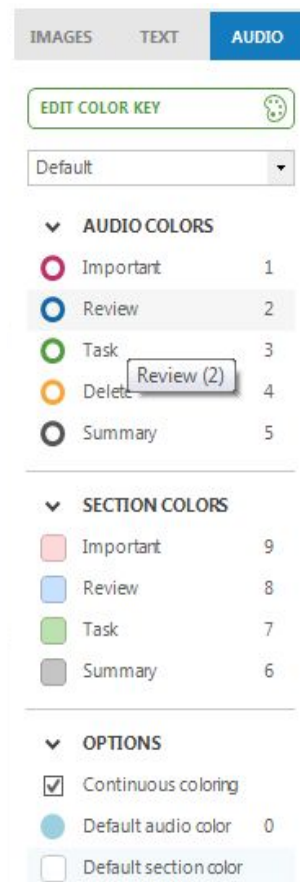 IMAGES TEXT AUDIO
EDIT COLOR KEY
Default
AUDIO COLORS
Important 1
Review 2
Task 3
Review (2)
Delete 4
Summary 5
SECTION COLORS
Important 9
Review 8
Task 7
Summary 6
OPTIONS
Continuous coloring
Default audio color 0
Default section color